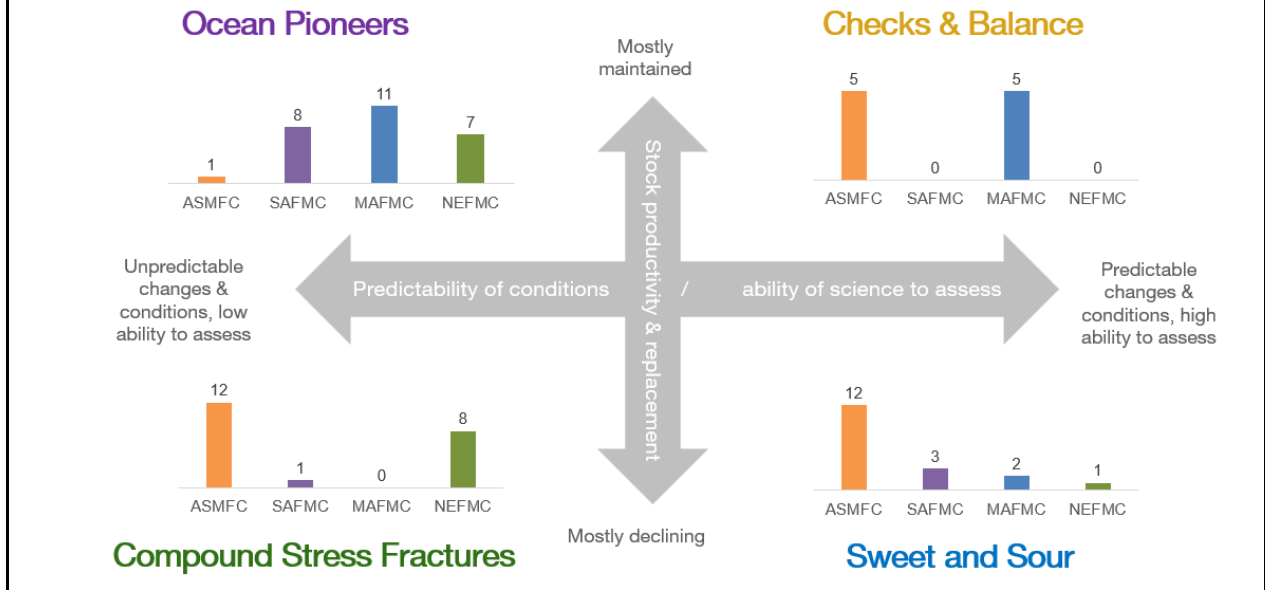 Ocean Pioneers
Checks & Balance
Mostly
maintained
1
8
11
7
ASMFC SAFMC MAFMC NEFMC
5
0
5
0
ASMFC SAFMC MAFMC NEFMC
Stock productivity & replacement
Unpredictable
changes &
conditions, low
ability to assess
Predictability of conditions / ability of science to assess
Predictable
changes &
conditions, high
ability to assess
12
1
0
8
ASMFC SAFMC MAFMC NEFMC
12
3
2
1
ASMFC SAFMC MAFMC NEFMC
Mostly declining
Compound Stress Fractures
Sweet and Sour